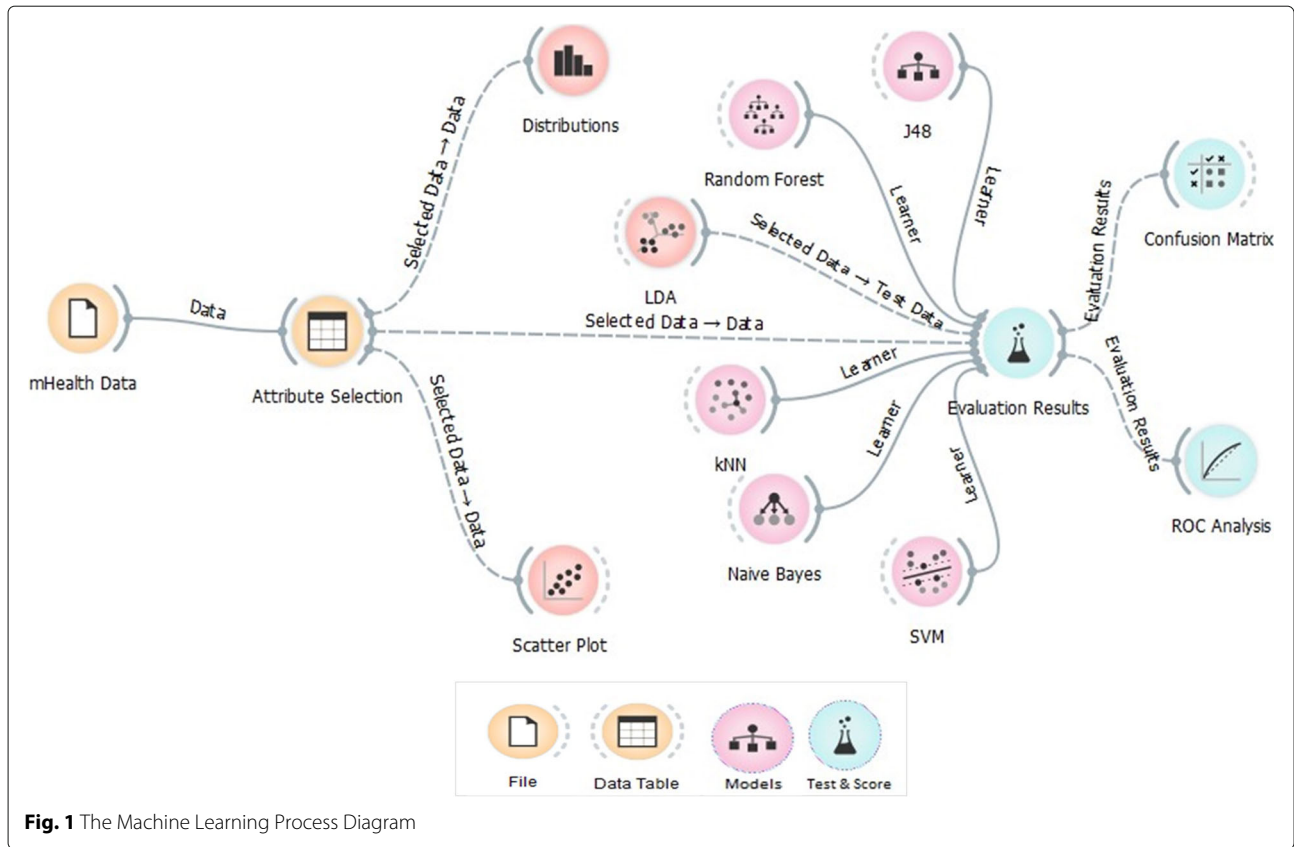 Distributions
J48
Random Forest
Learner
Learner
Selected Data → Data
Confusion Matrix
Evaluation Results
LDA
Selected Data → Test Data
Data
Selected Data → Data
mHealth Data
Attribute Selection
Evaluation Results
Learner
kNN
Learner
Evaluation Results
Selected Data → Data
Learner
ROC Analysis
Naive Bayes
Scatter Plot
SVM
File
Data Table
Models
Test & Score
Fig. 1 The Machine Learning Process Diagram